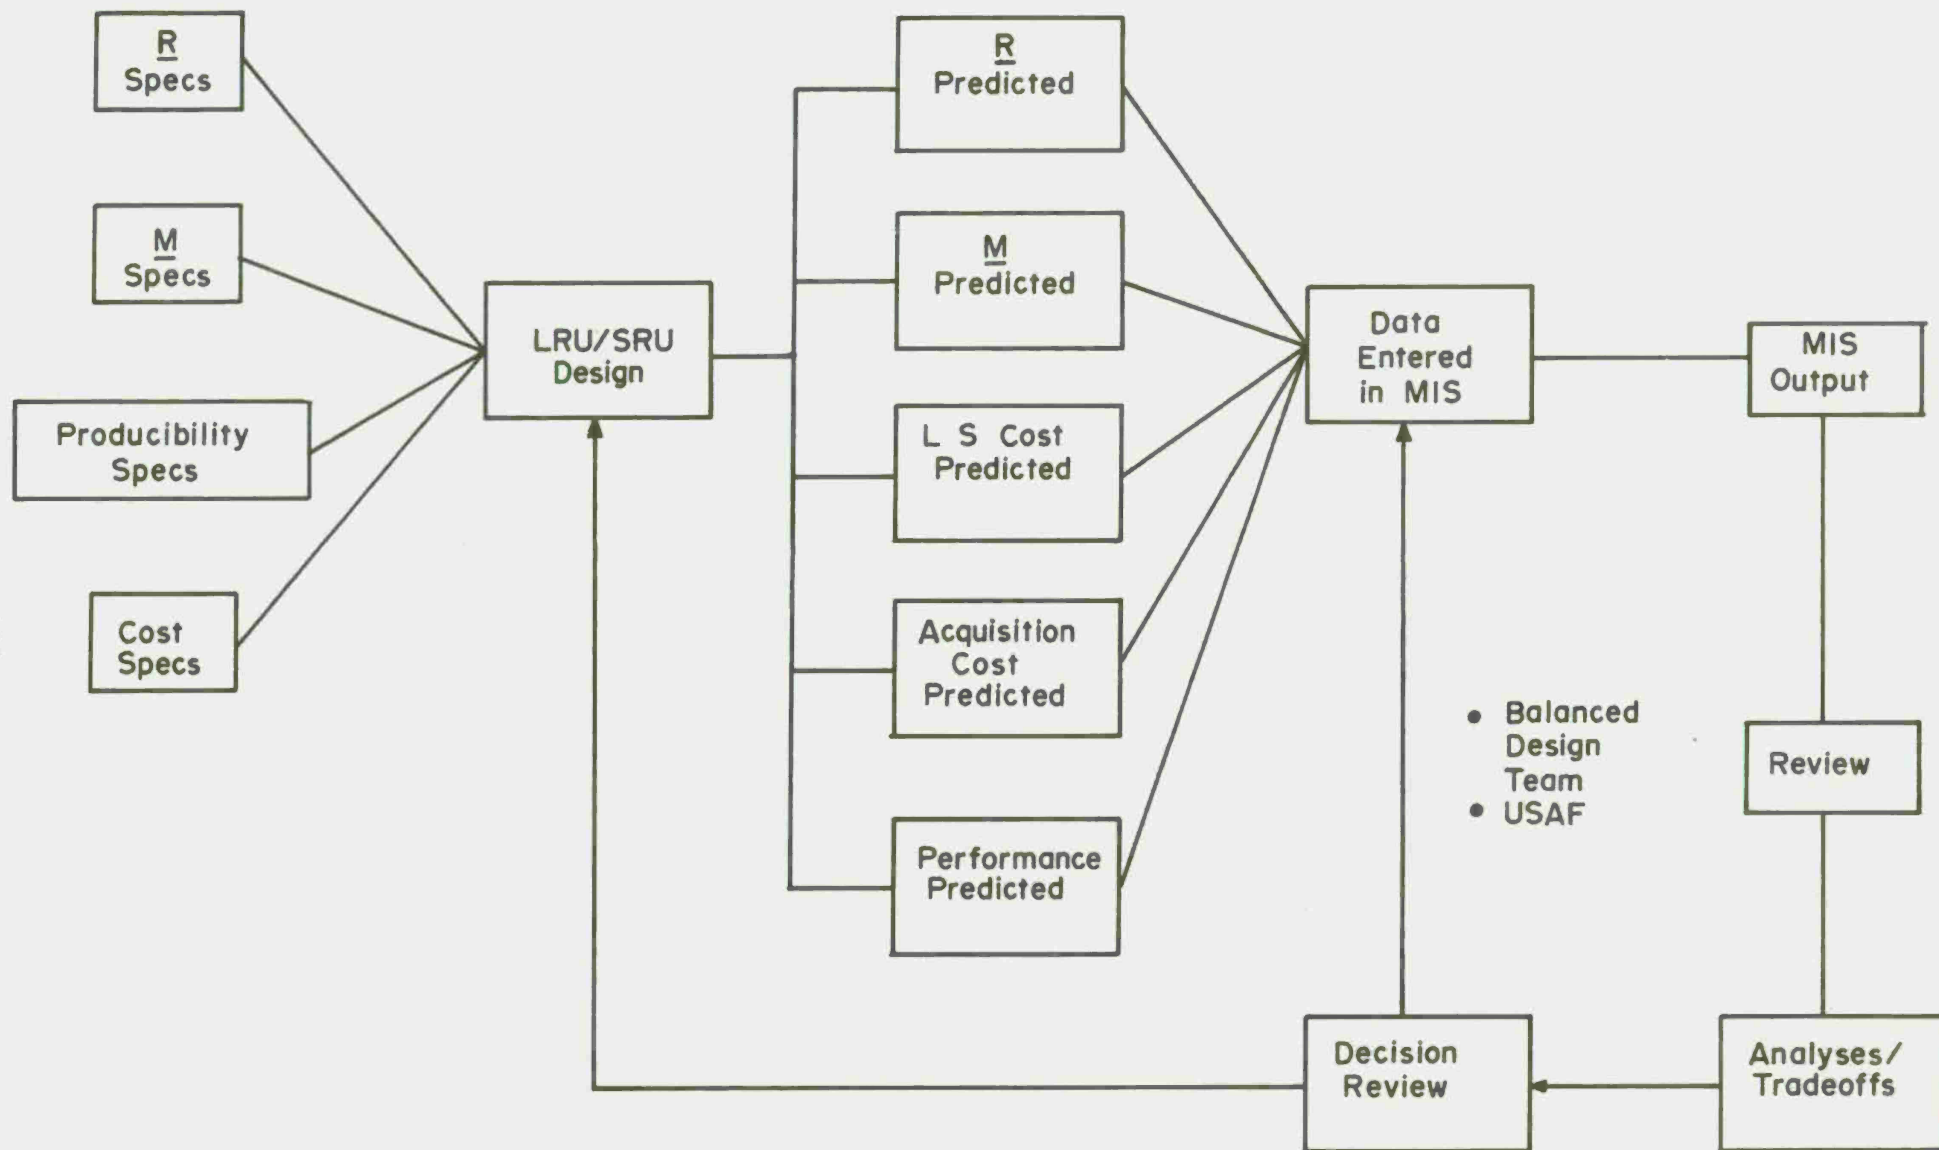 R
Specs
M
Specs
Producibility
Specs
Cost
Specs
LRU/SRU
Design
R
Predicted
M
Predicted
L S Cost
Predicted
Acquisition
Cost
Predicted
Performance
Predicted
Data
Entered
in MIS
MIS
Output
• Balanced
Design
Team
• USAF
Review
Decision
Review
Analyses/
Tradeoffs